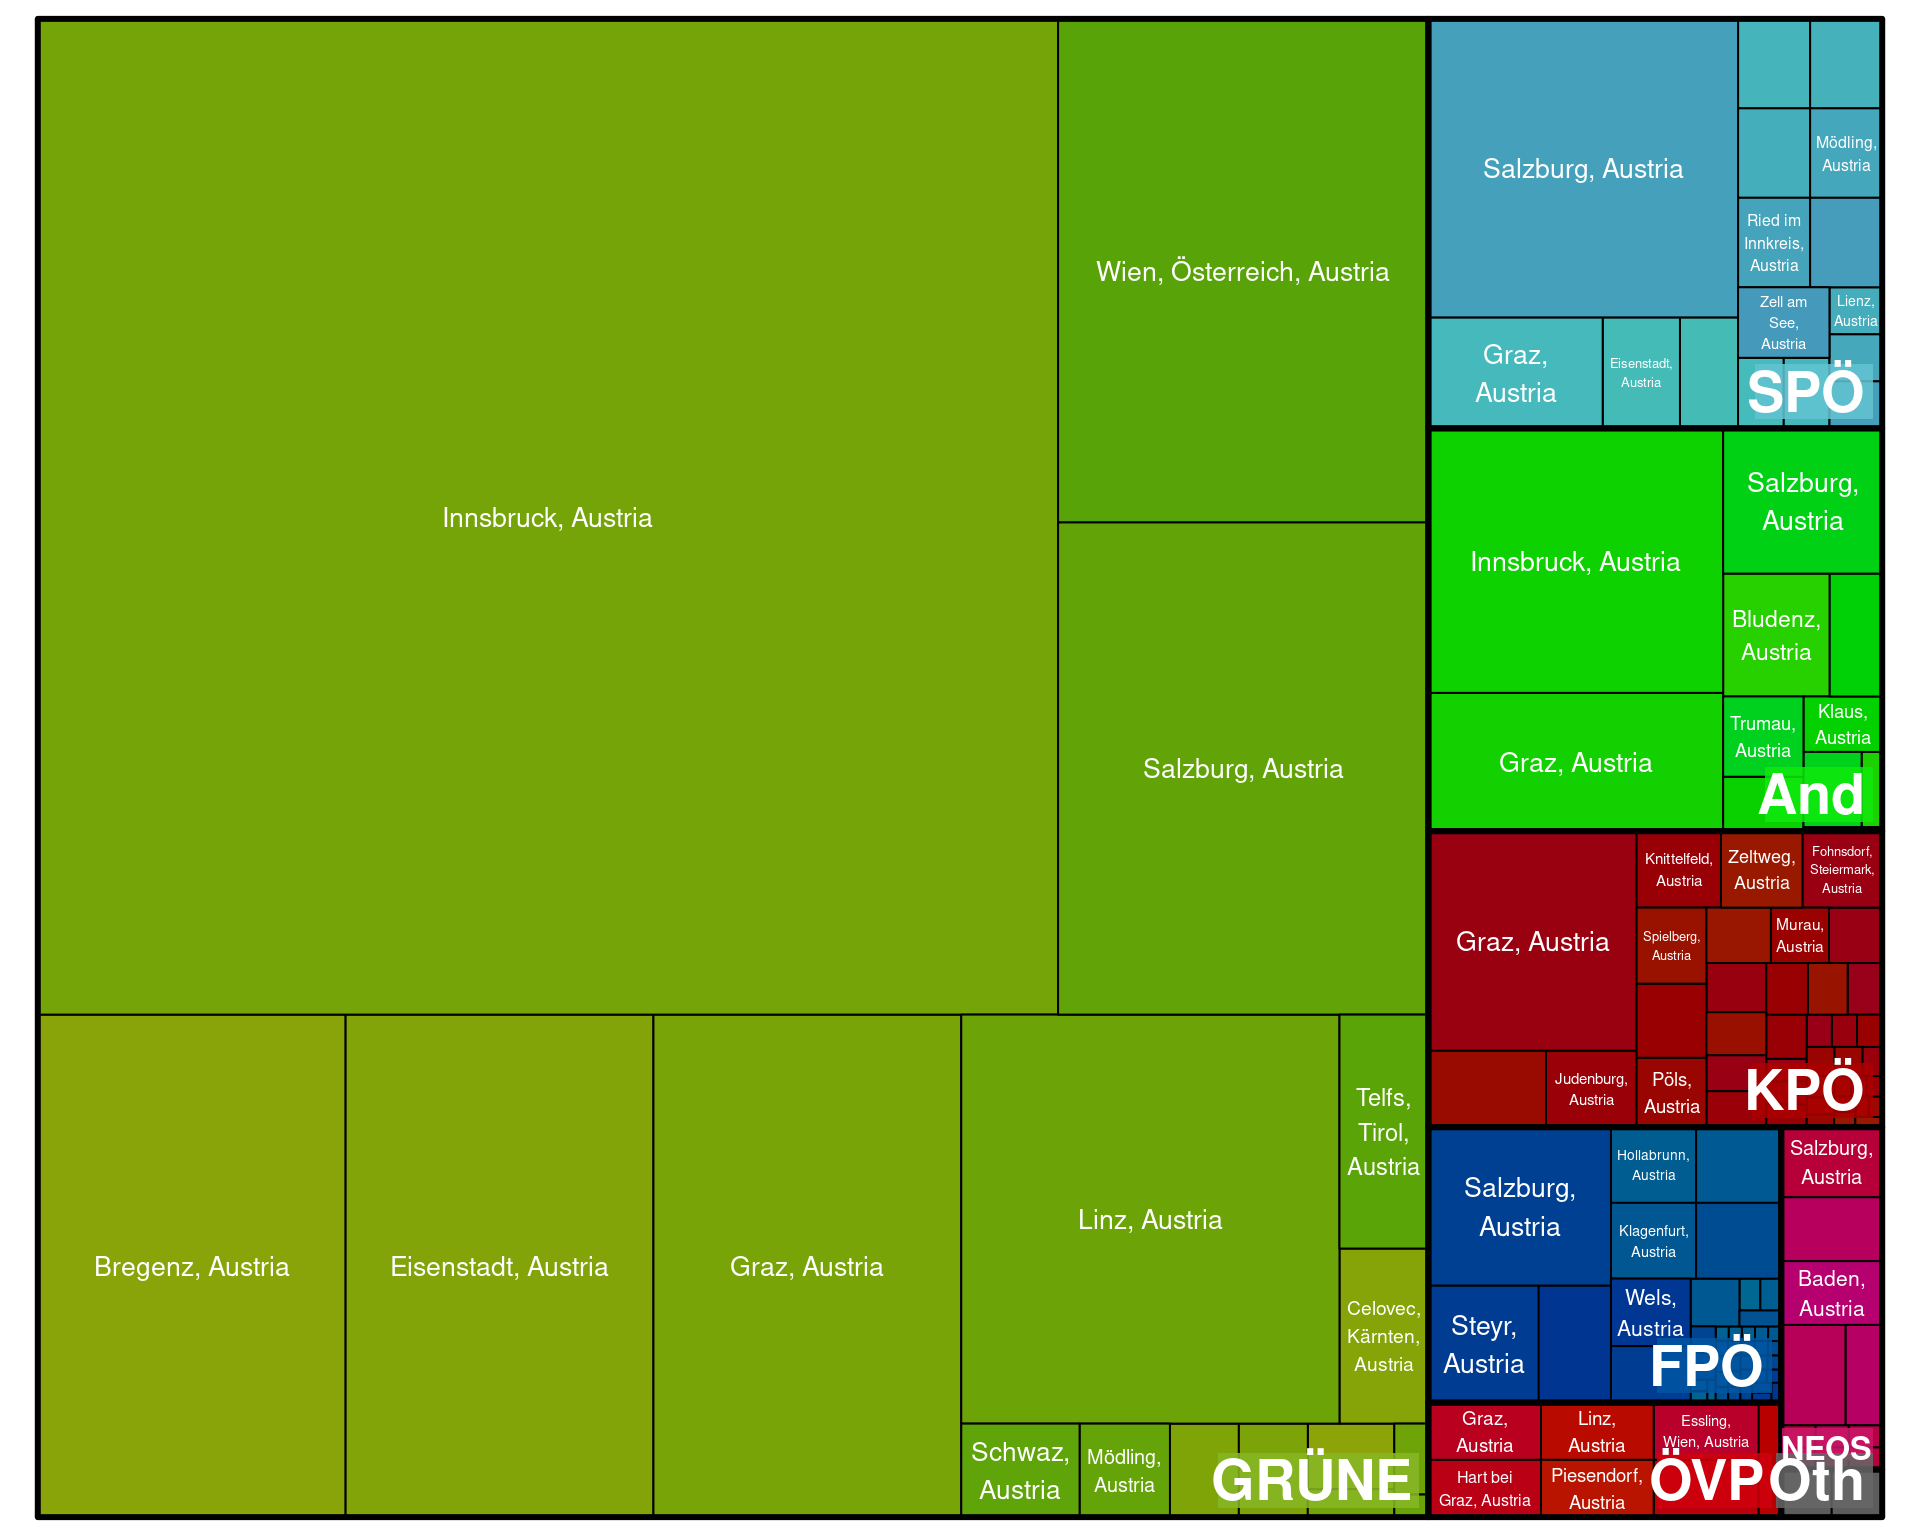 Innsbruck, Austria
Wien, Österreich, Austria
Salzburg, Austria
Bregenz, Austria
Eisenstadt, Austria
Graz, Austria
Linz, Austria
Telfs,
Tirol,
Austria
Celovec,
Kärnten,
Austria
Schwaz,
Austria
Mödling,
Austria
GRÜNE
Salzburg, Austria
Mödling,
Austria
Ried im
Innkreis,
Austria
Zell am
See,
Austria
Lienz,
Austria
Graz,
Austria
Eisenstadt,
Austria
SPÖ
Innsbruck, Austria
Salzburg,
Austria
Bludenz,
Austria
Trumau,
Austria
Klaus,
Austria
Graz, Austria
And
Graz, Austria
Knittelfeld,
Austria
Zeltweg,
Austria
Fohnsdorf,
Steiermark,
Austria
Spielberg,
Austria
Murau,
Austria
Judenburg,
Austria
Pöls,
Austria
KPÖ
Salzburg,
Austria
Hollabrunn,
Austria
Klagenfurt,
Austria
Steyr,
Austria
Wels,
Austria
FPÖ
Salzburg,
Austria
Baden,
Austria
NEOS
Graz,
Austria
Linz,
Austria
Essling,
Wien, Austria
Hart bei
Graz, Austria
Piesendorf,
Austria
ÖVP
Oth